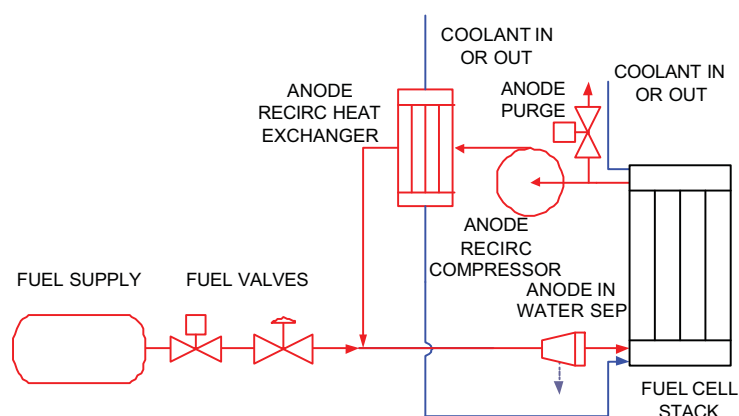 COOLANT IN
OR OUT
ANODE
RECIRC HEAT
EXCHANGER
ANODE
PURGE
COOLANT IN
OR OUT
ANODE
RECIRC
COMPRESSOR
FUEL SUPPLY
FUEL VALVES
ANODE IN
WATER SEP
FUEL CELL
STACK